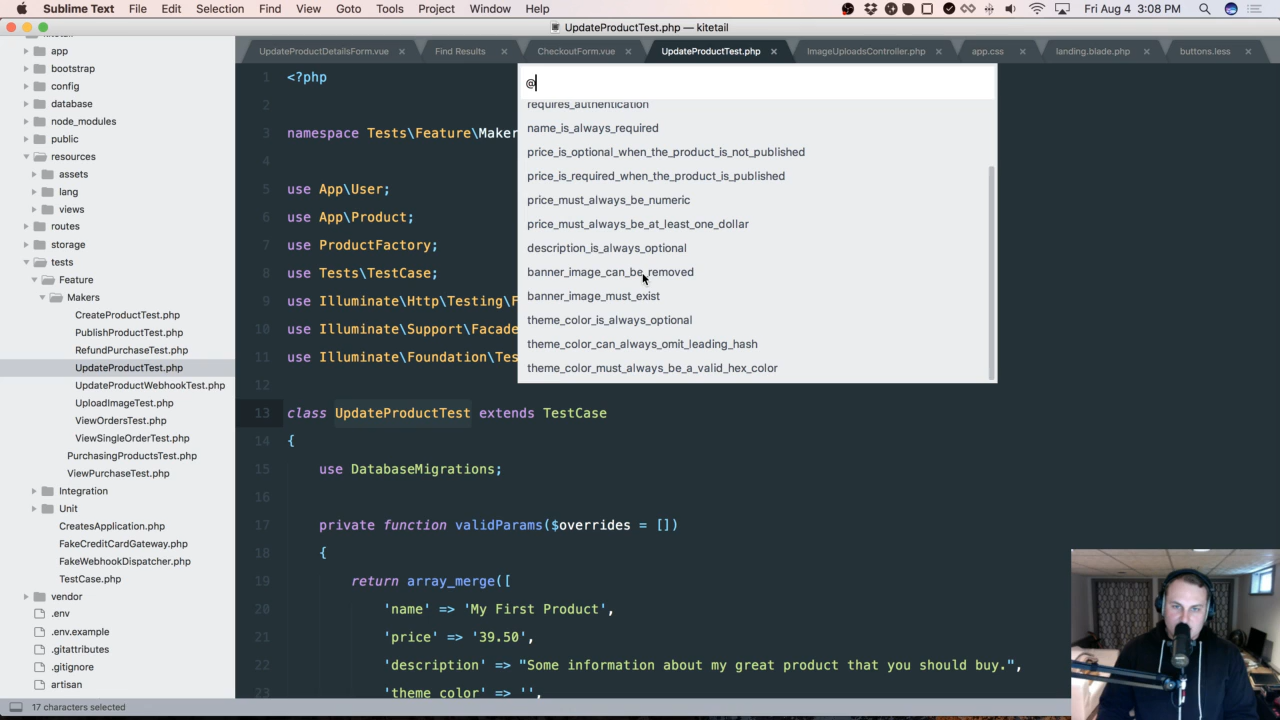 Sublime Text File Edit Selection Find View Goto Tools Project Window Help Fri Aug 4 3:08 PM
UpdateProductTest.php — kitetail
UpdateProductDetailsForm.vue Find Results CheckoutForm.vue UpdateProductTest.php ImageUploadsController.php app.css landing.blade.php buttons.less
app
bootstrap
config
database
node_modules
public
resources
assets
lang
views
routes
storage
tests
Feature
Makers
CreateProductTest.php
PublishProductTest.php
RefundPurchaseTest.php
UpdateProductTest.php
UpdateProductWebhookTest.php
UploadImageTest.php
ViewOrdersTest.php
ViewSingleOrderTest.php
PurchasingProductsTest.php
ViewPurchaseTest.php
Integration
Unit
CreatesApplication.php
FakeCreditCardGateway.php
FakeWebhookDispatcher.php
TestCase.php
vendor
.env
.env.example
.gitattributes
.gitignore
artisan
@
requires_authentication
name_is_always_required
price_is_optional_when_the_product_is_not_published
price_is_required_when_the_product_is_published
price_must_always_be_numeric
price_must_always_be_at_least_one_dollar
description_is_always_optional
banner_image_can_be_removed
banner_image_must_exist
theme_color_is_always_optional
theme_color_can_always_omit_leading_hash
theme_color_must_always_be_a_valid_hex_color
1 <?php
2
3 namespace Tests\Feature\Maker
4
5 use App\User;
6 use App\Product;
7 use ProductFactory;
8 use Tests\TestCase;
9 use Illuminate\Http\Testing\F
10 use Illuminate\Support\Facade
11 use Illuminate\Foundation\Tes
12
13 class UpdateProductTest extends TestCase
14 {
15 use DatabaseMigrations;
16
17 private function validParams($overrides = [])
18 {
19 return array_merge([
20 'name' => 'My First Product',
21 'price' => '39.50',
22 'description' => "Some information about my great product that you should buy.",
23 'theme_color' => '',
17 characters selected